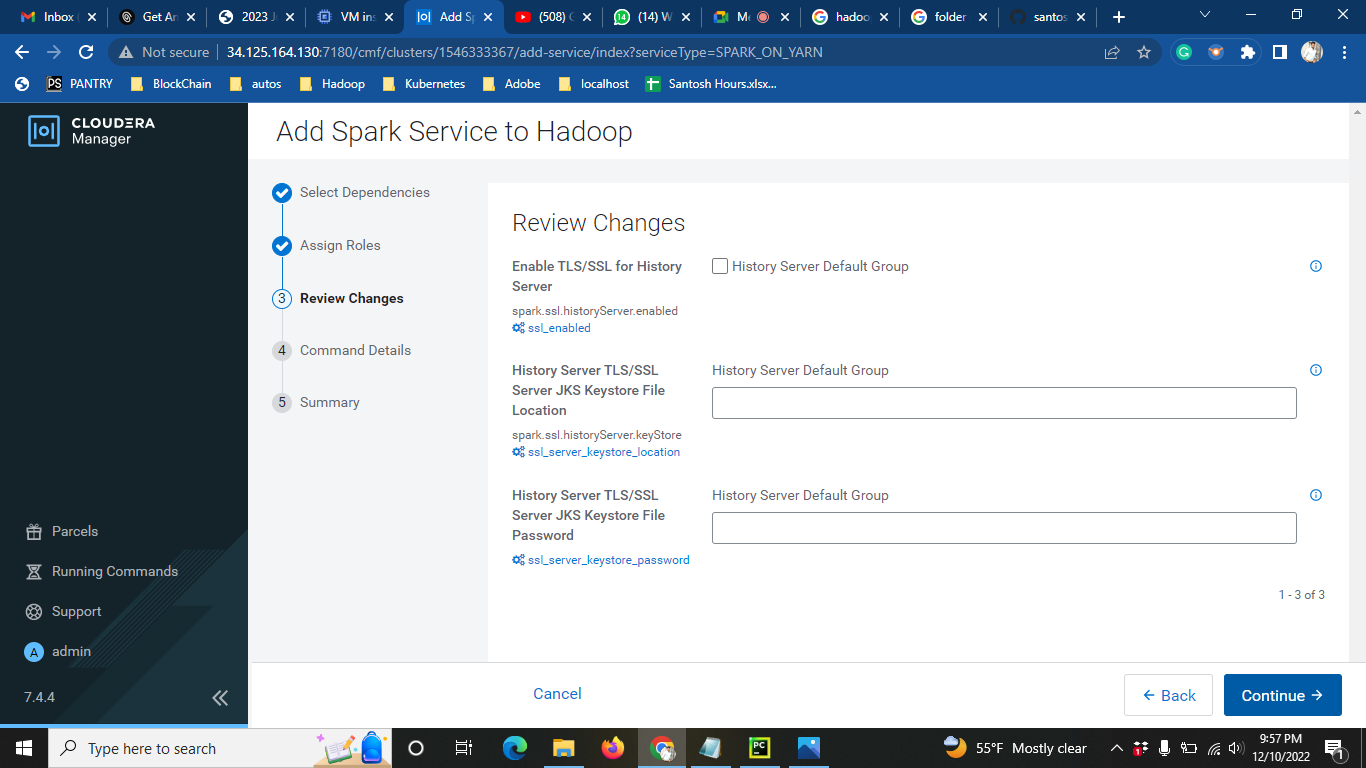 Inbox
Get An
2023 J
VM ins
Add Sp
(508)
(14) W
Me
hadoo
folder
santos
Not secure
34.125.164.130:7180/cmf/clusters/1546333367/add-service/index?serviceType=SPARK_ON_YARN
PS PANTRY
BlockChain
autos
Hadoop
Kubernetes
Adobe
localhost
Santosh Hours.xlsx...
CLOUDERA
Manager
Add Spark Service to Hadoop
Select Dependencies
Assign Roles
3 Review Changes
4 Command Details
5 Summary
Review Changes
Enable TLS/SSL for History
Server
spark.ssl.historyServer.enabled
ssl_enabled
History Server Default Group
History Server TLS/SSL
Server JKS Keystore File
Location
spark.ssl.historyServer.keyStore
ssl_server_keystore_location
History Server Default Group
History Server TLS/SSL
Server JKS Keystore File
Password
ssl_server_keystore_password
History Server Default Group
1 - 3 of 3
Parcels
Running Commands
Support
A admin
7.4.4
Cancel
Back
Continue
Type here to search
PC
55°F Mostly clear
9:57 PM
12/10/2022
1